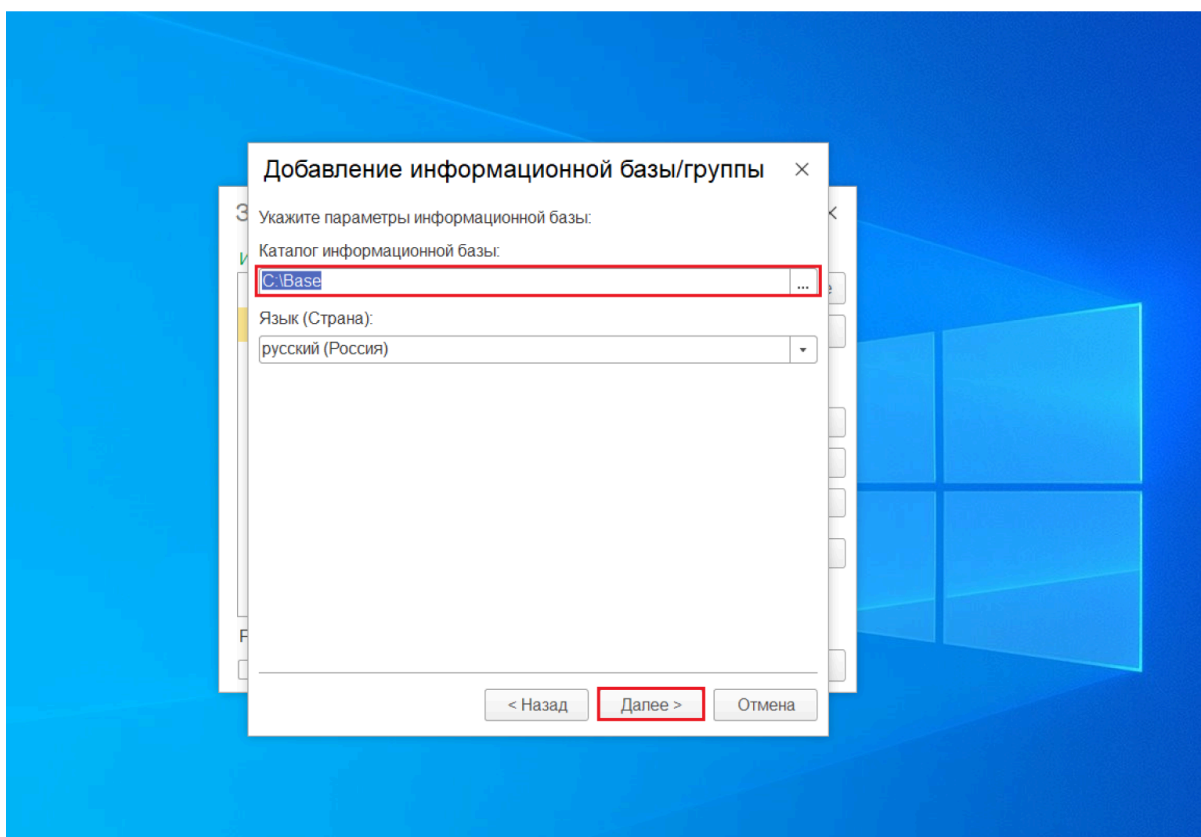 Добавление информационной базы/группы
Укажите параметры информационной базы:
Каталог информационной базы:
C:\Base
...
Язык (Страна):
русский (Россия)
< Назад
Далее >
Отмена